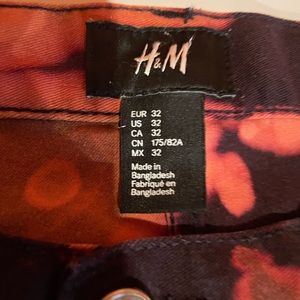 H&M
EUR 32
US 32
CA 32
CN 175/82A
MX 32
Made in
Bangladesh
Fabriqué en
Bangladesh